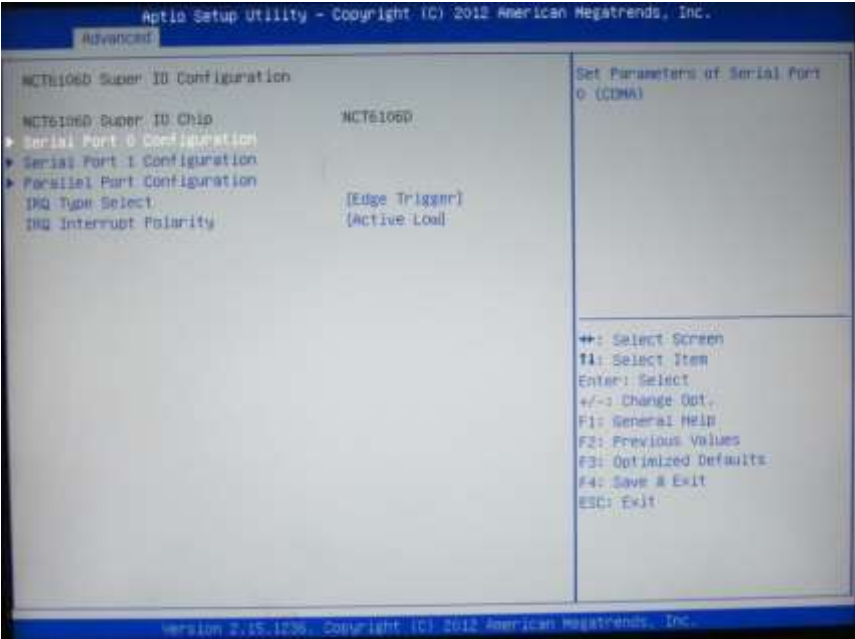 Aptio Setup Utility – Copyright (C) 2012 American Megatrends, Inc.
Advanced
NCT6106D Super IO Configuration
NCT6106D Super IO Chip NCT6106D
Serial Port 0 Configuration
Serial Port 1 Configuration
Parallel Port Configuration
IRQ Type Select [Edge Trigger]
IRQ Interrupt Polarity [Active Low]
Set Parameters of Serial Port
0 (COMA)
↔: Select Screen
↑↓: Select Item
Enter: Select
+/-: Change Opt.
F1: General Help
F2: Previous Values
F3: Optimized Defaults
F4: Save & Exit
ESC: Exit
Version 2.15.1236. Copyright (C) 2012 American Megatrends, Inc.